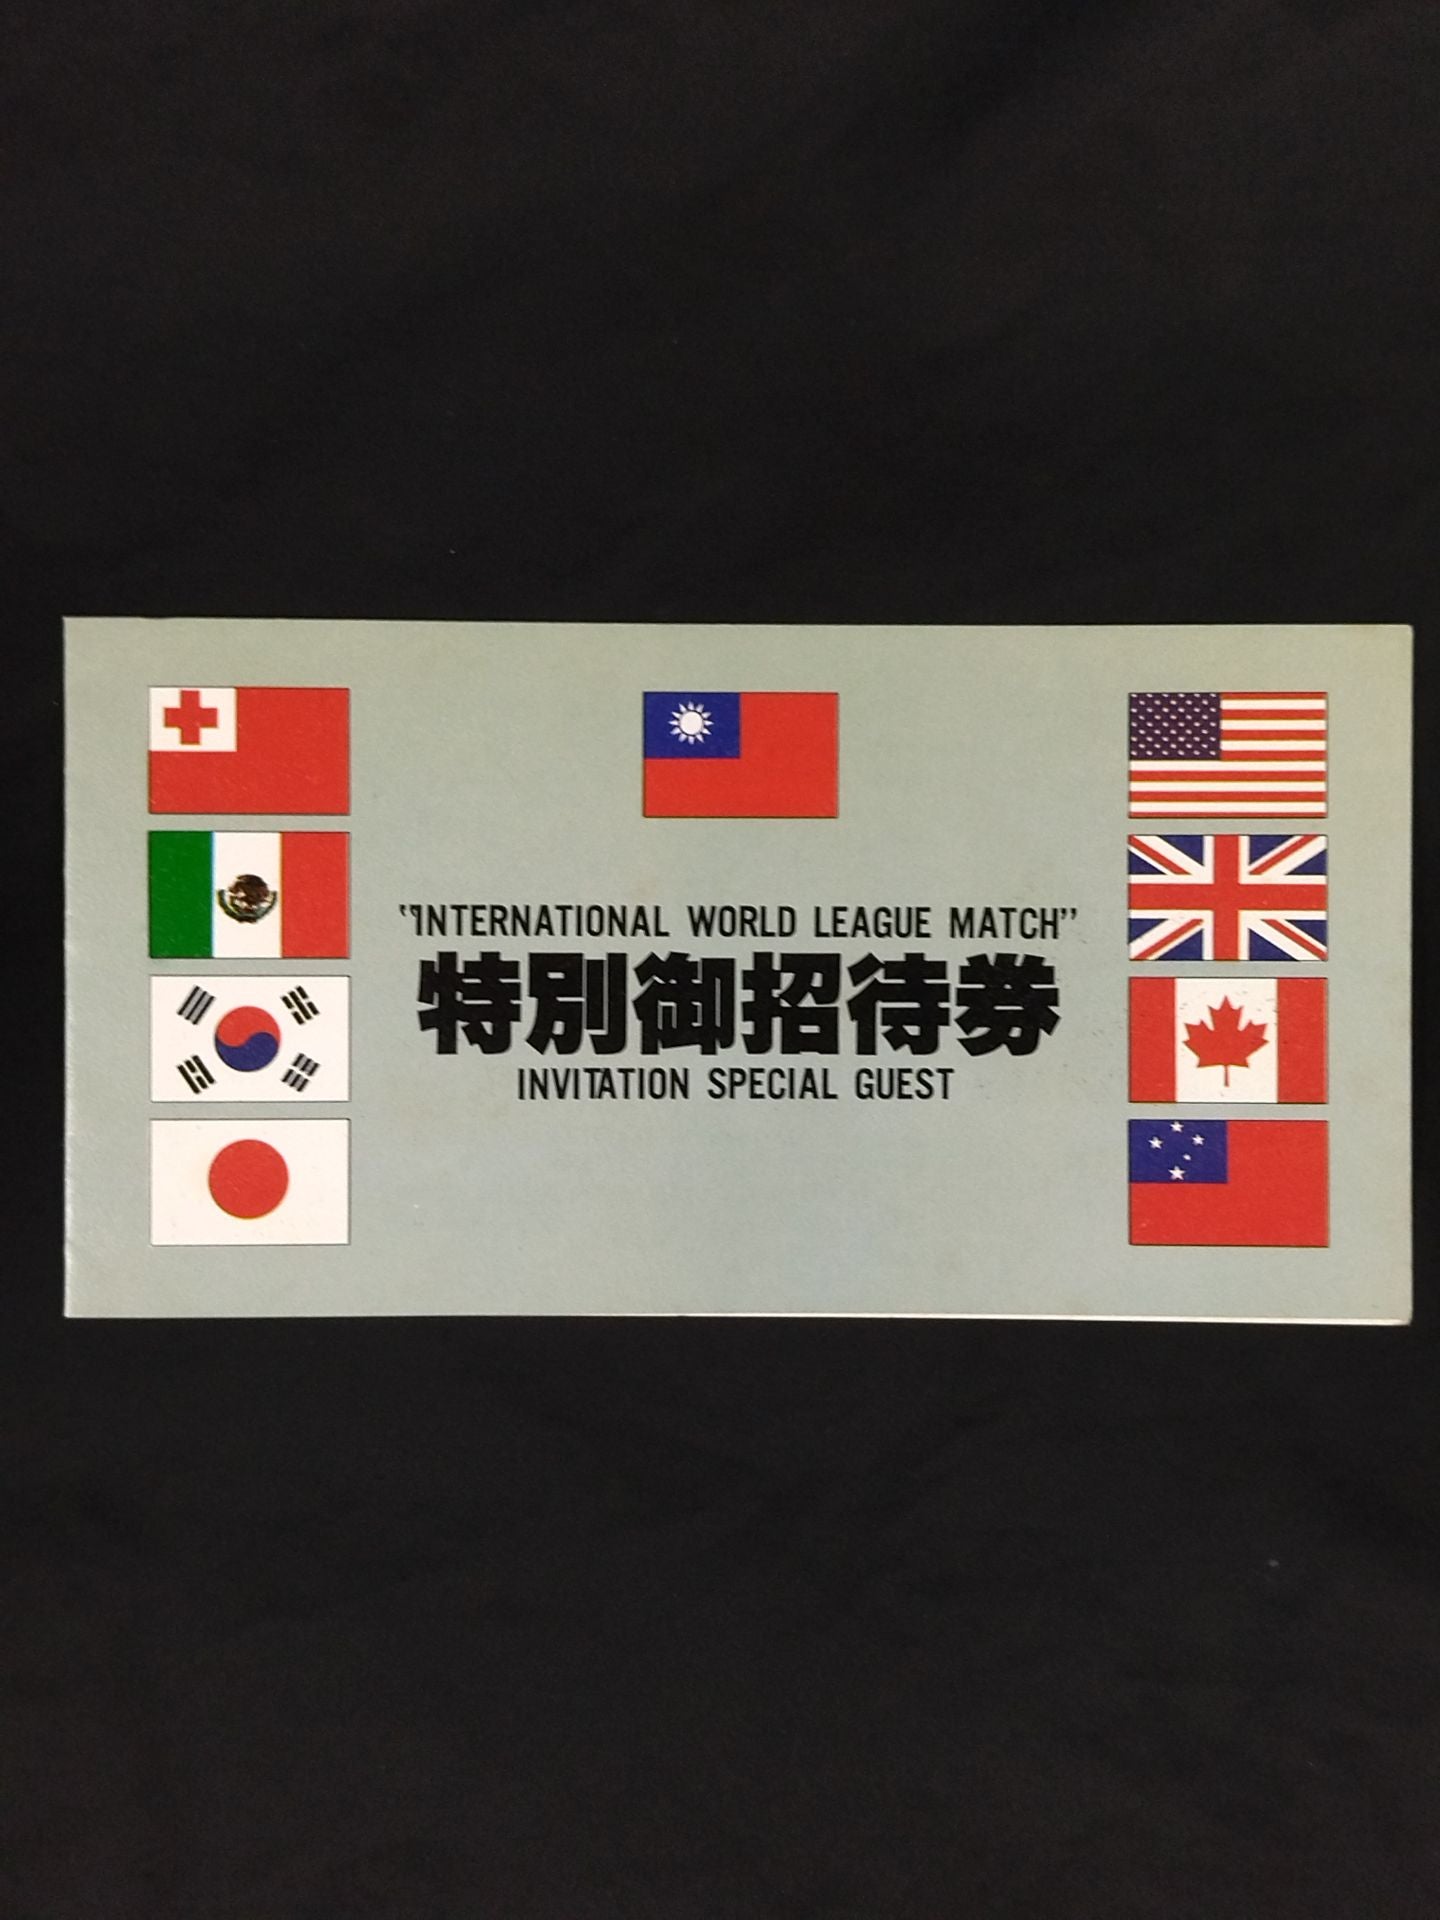 “INTERNATIONAL WORLD LEAGUE MATCH”
特別御招待券
INVITATION SPECIAL GUEST